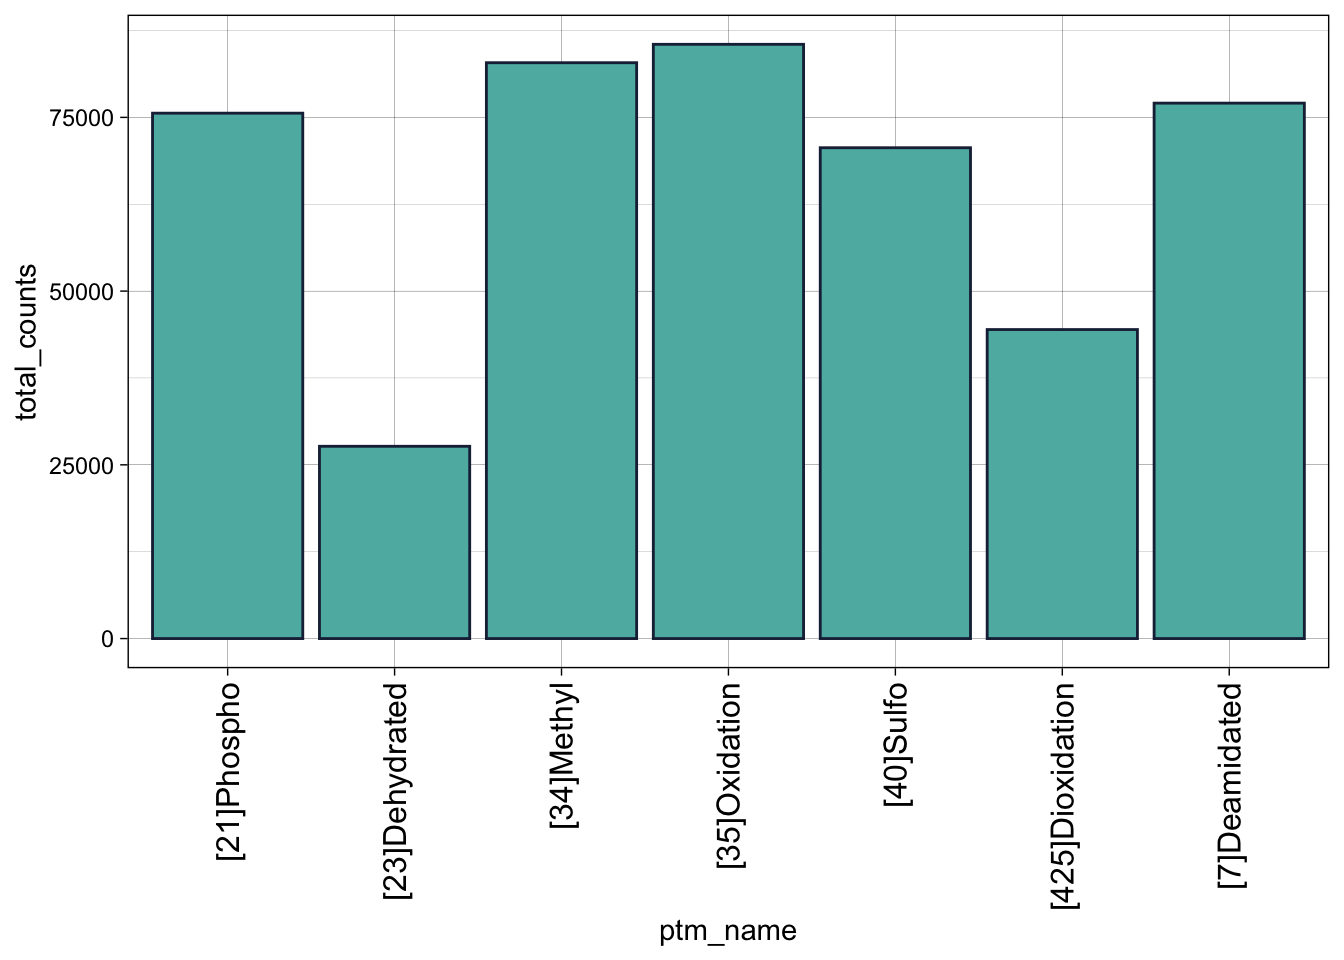 total_counts
75000
50000
25000
0
[21]Phospho
[23]Dehydrated
[34]Methyl
[35]Oxidation
[40]Sulfo
[425]Dioxidation
[7]Deamidated
ptm_name